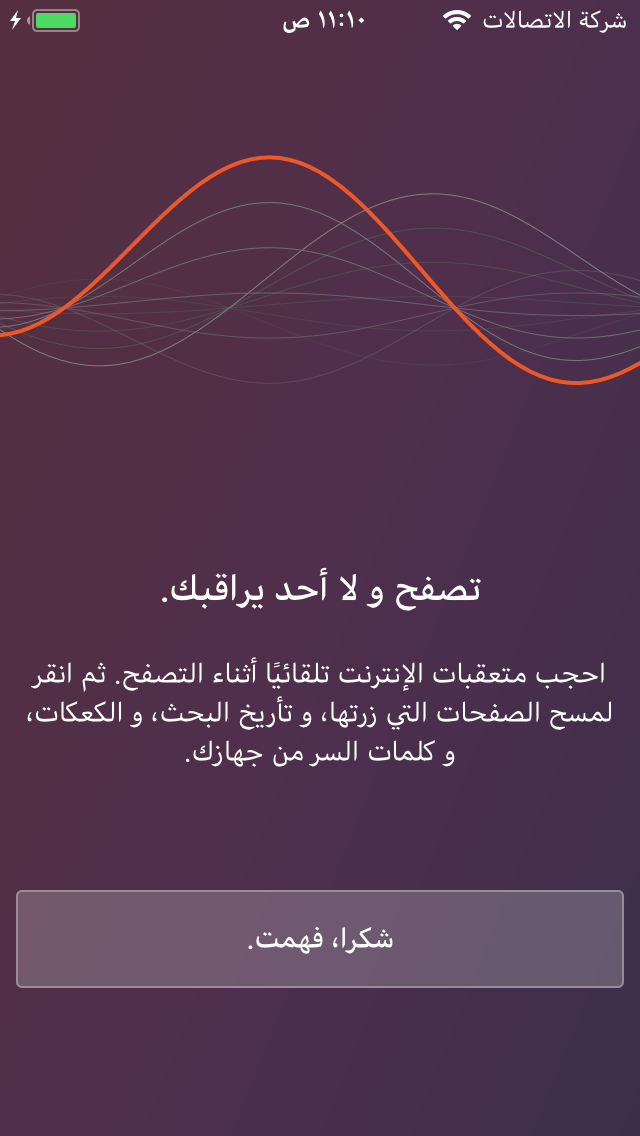 شركة الاتصالات ١١:١٠ ص
تصفح و لا أحد يراقبك.
احجب متعقبات الإنترنت تلقائيًا أثناء التصفح. ثم انقر
لمسح الصفحات التي زرتها، و تأريخ البحث، و الكعكات،
و كلمات السر من جهازك.
شكرا، فهمت.